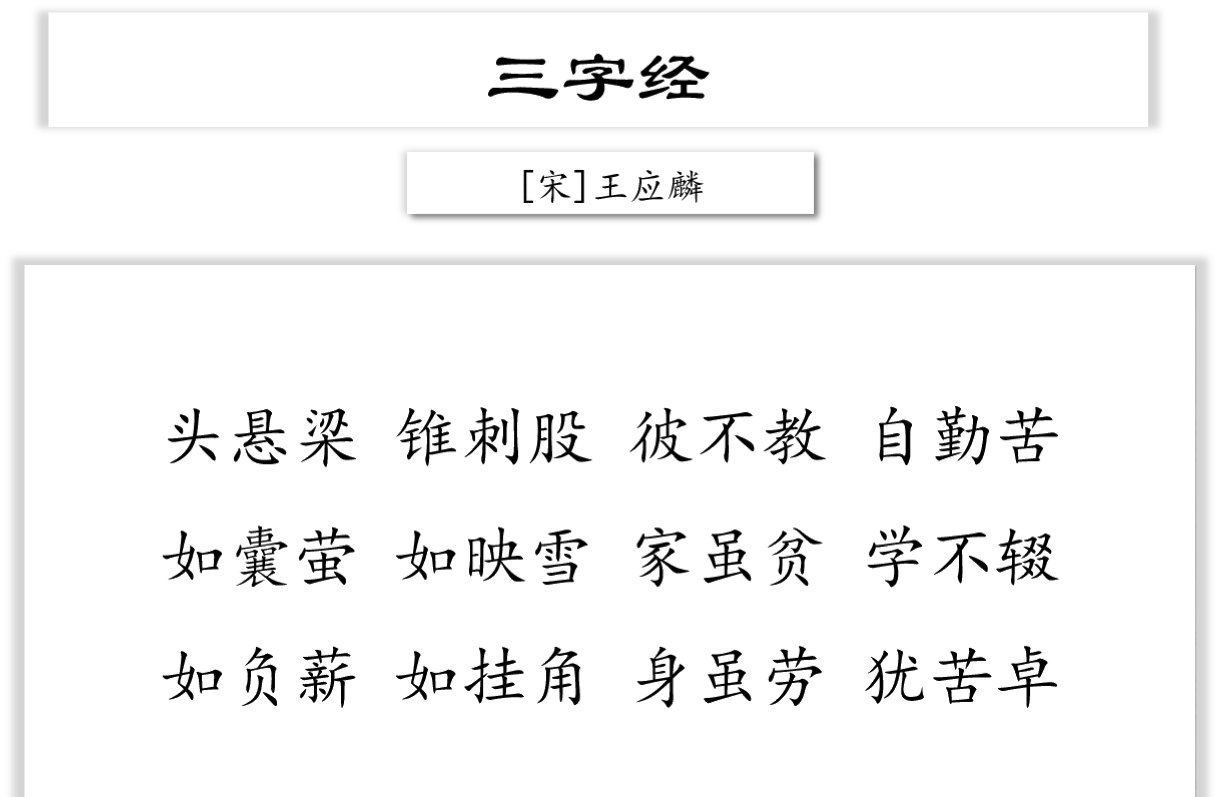 三字经
[宋]王应麟
头悬梁 锥刺股 彼不教 自勤苦
如囊萤 如映雪 家虽贫 学不辍
如负薪 如挂角 身虽劳 犹苦卓